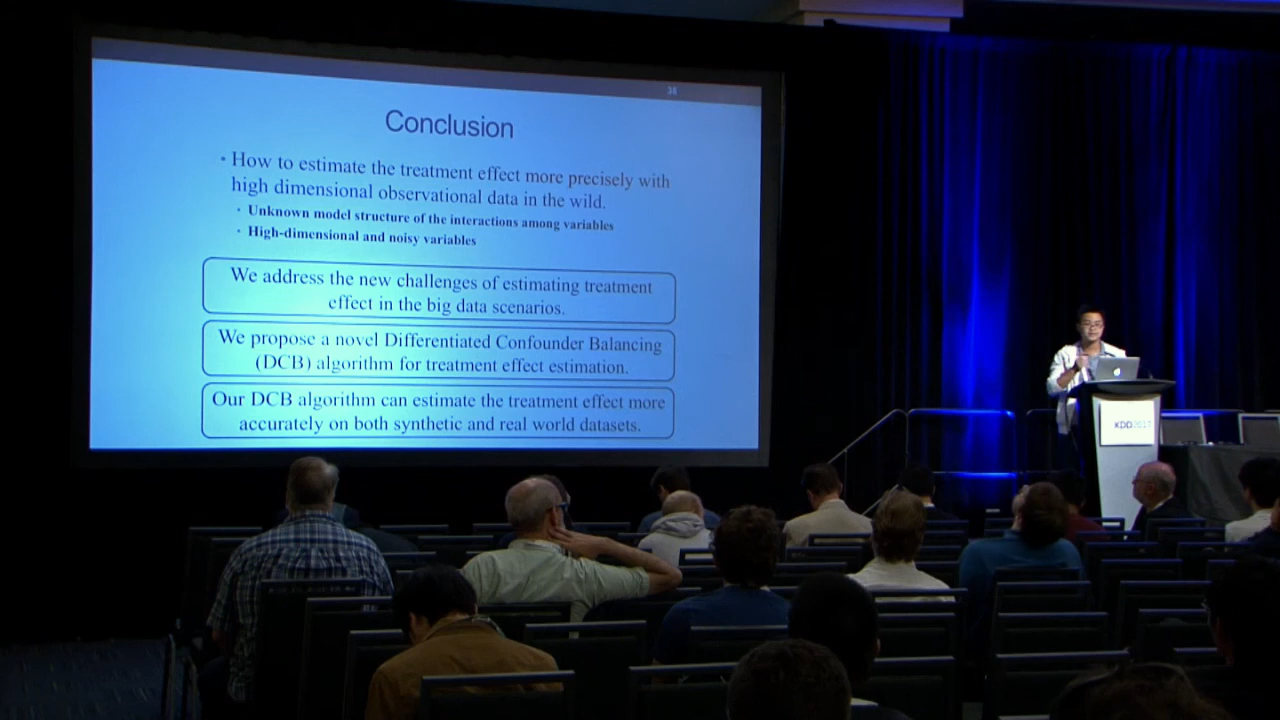 38
Conclusion
• How to estimate the treatment effect more precisely with
high dimensional observational data in the wild.
• Unknown model structure of the interactions among variables
• High-dimensional and noisy variables
We address the new challenges of estimating treatment
effect in the big data scenarios.
We propose a novel Differentiated Confounder Balancing
(DCB) algorithm for treatment effect estimation.
Our DCB algorithm can estimate the treatment effect more
accurately on both synthetic and real world datasets.
KDD2017